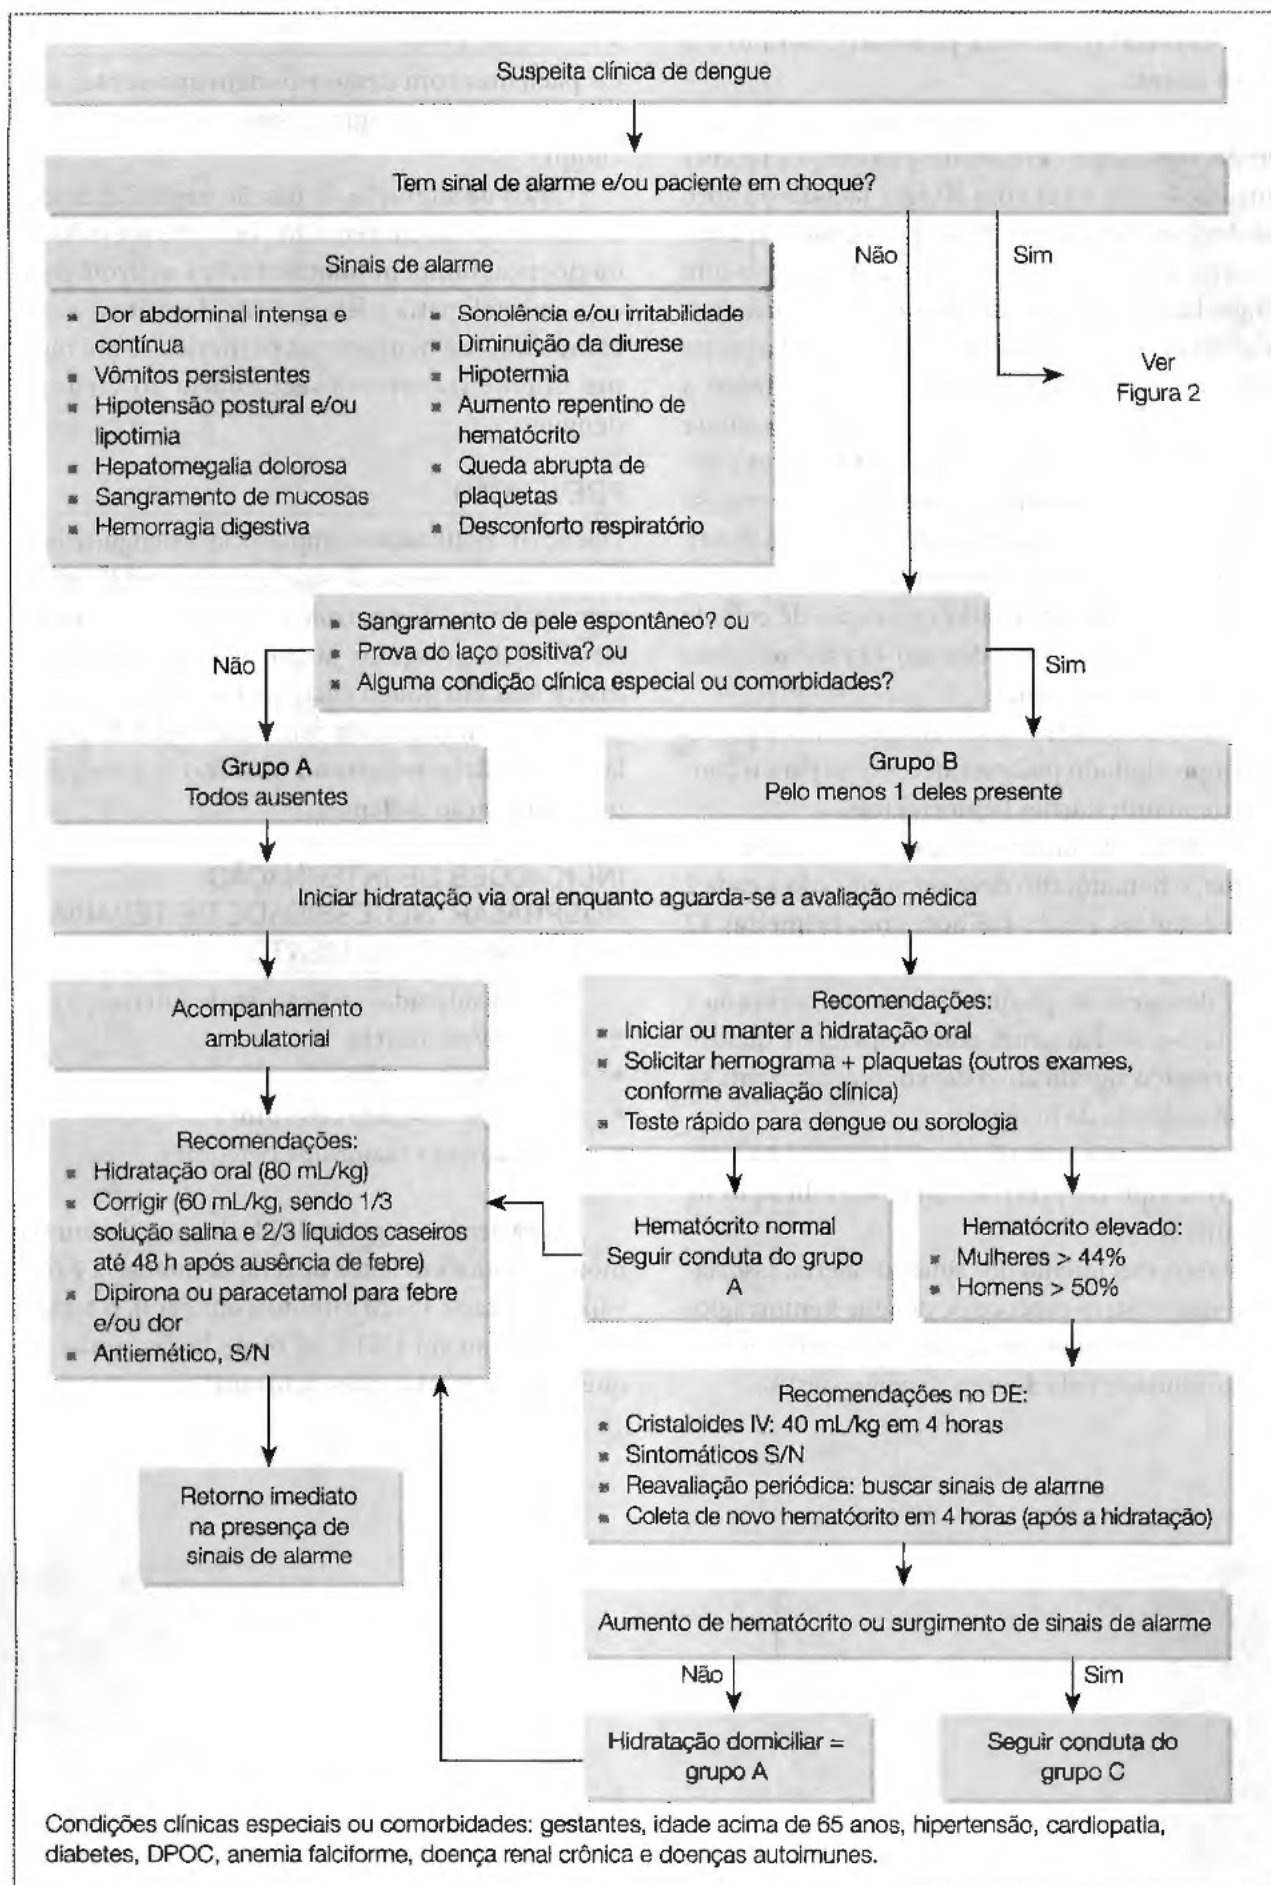 Suspeita clínica de dengue
Tem sinal de alarme e/ou paciente em choque?
Não
Sim
Ver
Figura 2
Sinais de alarme
▪ Dor abdominal intensa e
contínua
▪ Vômitos persistentes
▪ Hipotensão postural e/ou
lipotimia
▪ Hepatomegalia dolorosa
▪ Sangramento de mucosas
▪ Hemorragia digestiva
▪ Sonolência e/ou irritabilidade
▪ Diminuição da diurese
▪ Hipotermia
▪ Aumento repentino de
hematócrito
▪ Queda abrupta de
plaquetas
▪ Desconforto respiratório
▪ Sangramento de pele espontâneo? ou
▪ Prova do laço positiva? ou
▪ Alguma condição clínica especial ou comorbidades?
Não
Sim
Grupo A
Todos ausentes
Grupo B
Pelo menos 1 deles presente
Iniciar hidratação via oral enquanto aguarda-se a avaliação médica
Acompanhamento
ambulatorial
Recomendações:
▪ Hidratação oral (80 mL/kg)
▪ Corrigir (60 mL/kg, sendo 1/3
solução salina e 2/3 líquidos caseiros
até 48 h após ausência de febre)
▪ Dipirona ou paracetamol para febre
e/ou dor
▪ Antiemético, S/N
Retorno imediato
na presença de
sinais de alarme
Recomendações:
▪ Iniciar ou manter a hidratação oral
▪ Solicitar hemograma + plaquetas (outros exames,
conforme avaliação clínica)
▪ Teste rápido para dengue ou sorologia
Hematócrito normal
Seguir conduta do grupo
A
Hematócrito elevado:
▪ Mulheres > 44%
▪ Homens > 50%
Recomendações no DE:
▪ Cristaloides IV: 40 mL/kg em 4 horas
▪ Sintomáticos S/N
▪ Reavaliação periódica: buscar sinais de alarme
▪ Coleta de novo hematócrito em 4 horas (após a hidratação)
Aumento de hematócrito ou surgimento de sinais de alarme
Não
Sim
Hidratação domiciliar =
grupo A
Seguir conduta do
grupo C
Condições clínicas especiais ou comorbidades: gestantes, idade acima de 65 anos, hipertensão, cardiopatia,
diabetes, DPOC, anemia falciforme, doença renal crônica e doenças autoimunes.